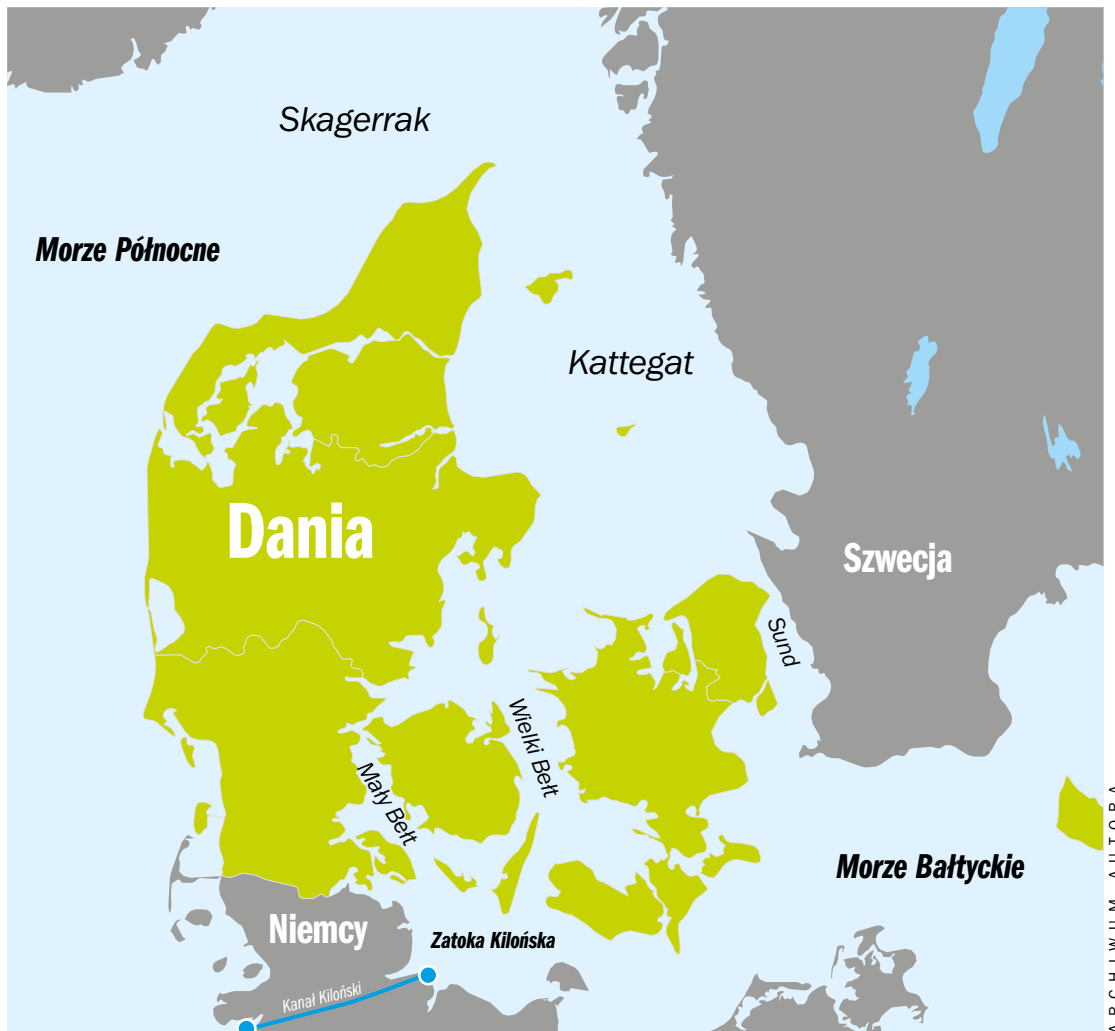 Skagerrak
Morze Północne
Kattegat
Dania
Szwecja
Sund
Wielki Bełt
Mały Bełt
Morze Bałtyckie
Niemcy
Zatoka Kilońska
Kanał Kiloński
ARCHIWUM AUTORA